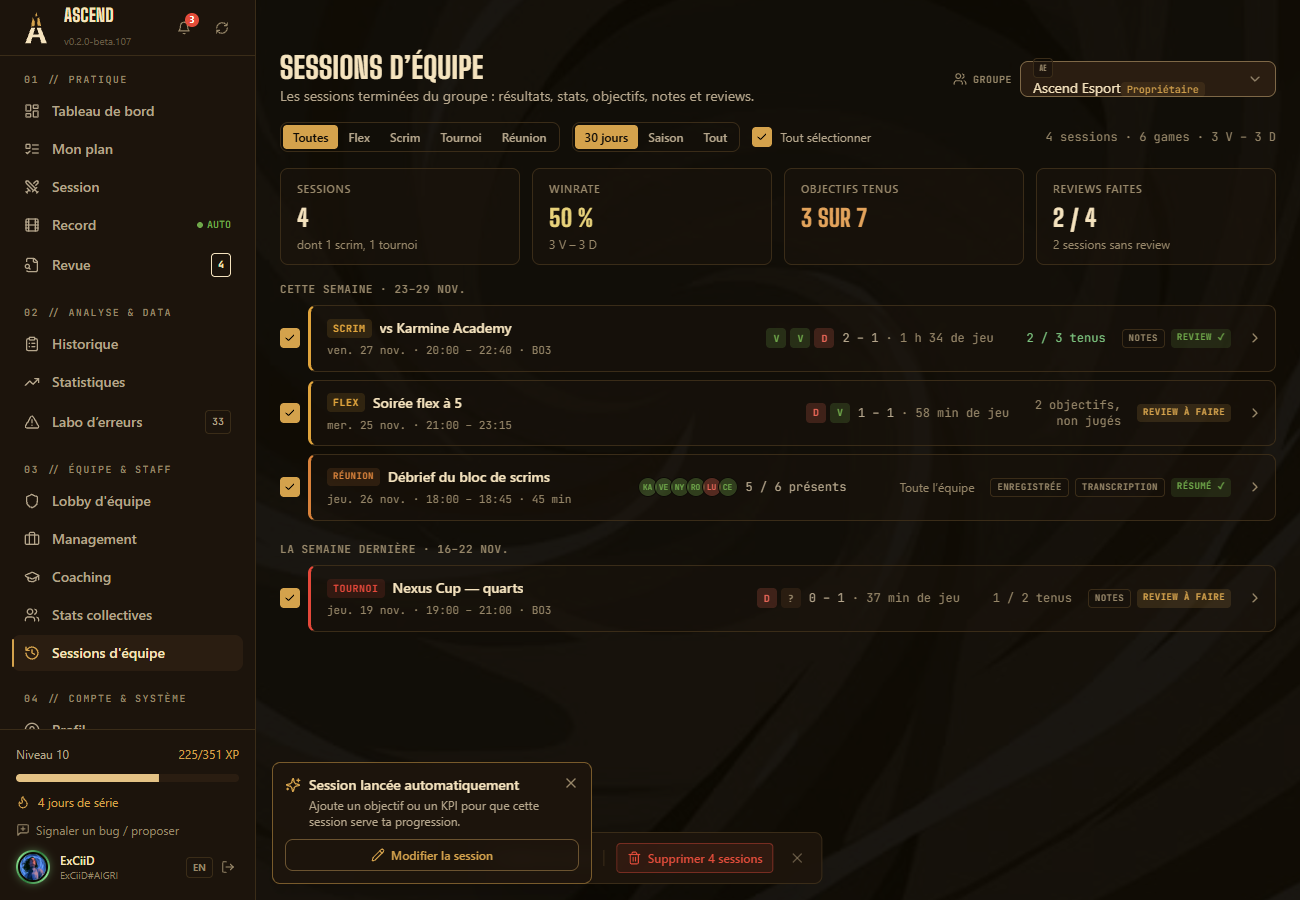 ASCEND
v0.2.0-beta.107
3
01 // PRATIQUE
Tableau de bord
Mon plan
Session
Record
AUTO
Revue
4
02 // ANALYSE & DATA
Historique
Statistiques
Labo d’erreurs
33
03 // ÉQUIPE & STAFF
Lobby d'équipe
Management
Coaching
Stats collectives
Sessions d'équipe
04 // COMPTE & SYSTÈME
Profil
Niveau 10
225/351 XP
4 jours de série
Signaler un bug / proposer
ExCiiD
ExCiiD#AIGRI
EN
SESSIONS D’ÉQUIPE
Les sessions terminées du groupe : résultats, stats, objectifs, notes et reviews.
GROUPE
AE
Ascend Esport Propriétaire
Toutes Flex Scrim Tournoi Réunion
30 jours Saison Tout
Tout sélectionner
4 sessions · 6 games · 3 V – 3 D
SESSIONS
4
dont 1 scrim, 1 tournoi
WINRATE
50 %
3 V – 3 D
OBJECTIFS TENUS
3 SUR 7
REVIEWS FAITES
2 / 4
2 sessions sans review
CETTE SEMAINE · 23–29 NOV.
SCRIM vs Karmine Academy
ven. 27 nov. · 20:00 – 22:40 · BO3
V V D 2 – 1 · 1 h 34 de jeu
2 / 3 tenus
NOTES
REVIEW ✓
FLEX Soirée flex à 5
mer. 25 nov. · 21:00 – 23:15
D V 1 – 1 · 58 min de jeu
2 objectifs,
non jugés
REVIEW À FAIRE
RÉUNION Débrief du bloc de scrims
jeu. 26 nov. · 18:00 – 18:45 · 45 min
KA VE NY RO LU CE 5 / 6 présents
Toute l’équipe
ENREGISTRÉE
TRANSCRIPTION
RÉSUMÉ ✓
LA SEMAINE DERNIÈRE · 16–22 NOV.
TOURNOI Nexus Cup — quarts
jeu. 19 nov. · 19:00 – 21:00 · BO3
D ? 0 – 1 · 37 min de jeu
1 / 2 tenus
NOTES
REVIEW À FAIRE
Session lancée automatiquement
Ajoute un objectif ou un KPI pour que cette
session serve ta progression.
Modifier la session
Supprimer 4 sessions